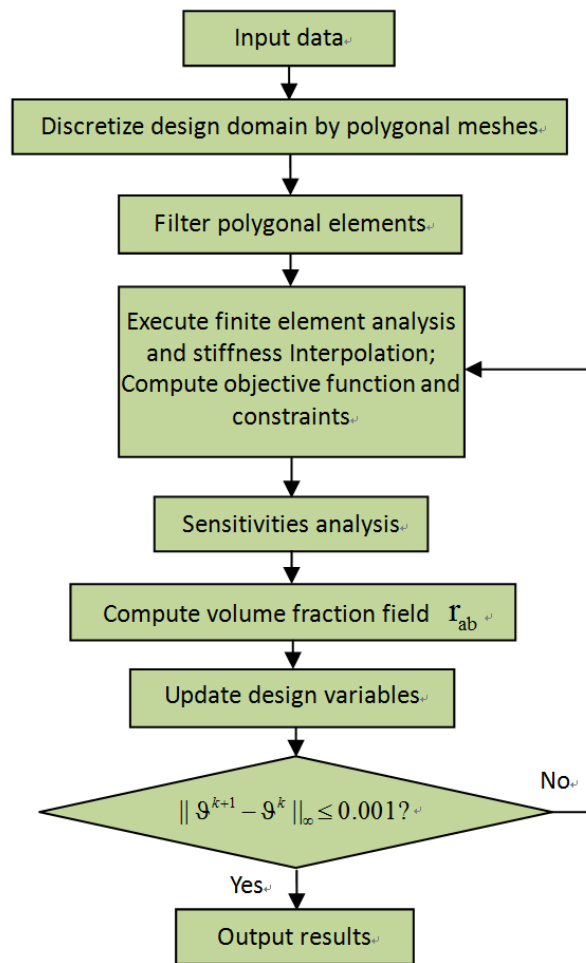 Input data
Discretize design domain by polygonal meshes
Filter polygonal elements
Execute finite element analysis
and stiffness Interpolation;
Compute objective function and
constraints
Sensitivities analysis
Compute volume fraction field r_ab
Update design variables
|| ϑ^{k+1} − ϑ^k ||_∞ ≤ 0.001?
No
Yes
Output results